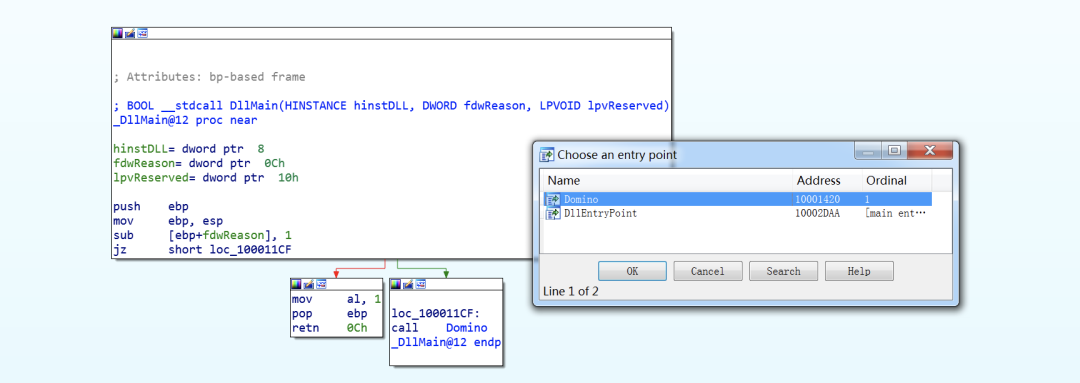 ; Attributes: bp-based frame
; BOOL __stdcall DllMain(HINSTANCE hinstDLL, DWORD fdwReason, LPVOID lpvReserved)
_DllMain@12 proc near
hinstDLL= dword ptr  8
fdwReason= dword ptr  0Ch
lpvReserved= dword ptr  10h
push    ebp
mov     ebp, esp
sub     [ebp+fdwReason], 1
jz      short loc_100011CF
mov     al, 1
pop     ebp
retn    0Ch
loc_100011CF:
call    Domino
_DllMain@12 endp
Choose an entry point
Name Address Ordinal
Domino 10001420 1
DllEntryPoint 10002DAA [main ent···
OK Cancel Search Help
Line 1 of 2